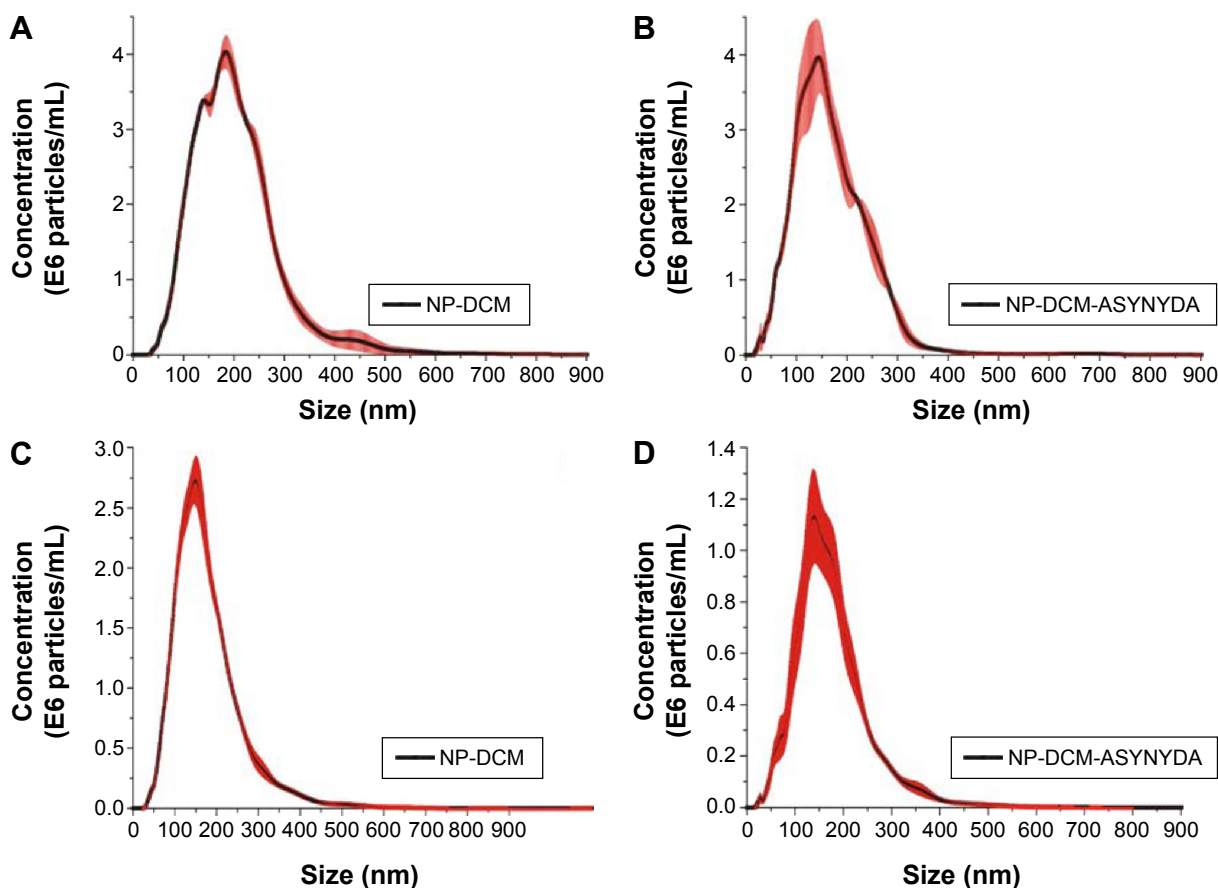 A
Concentration
(E6 particles/mL)
4
3
2
1
0
NP-DCM
0 100 200 300 400 500 600 700 800 900
Size (nm)
B
Concentration
(E6 particles/mL)
4
3
2
1
0
NP-DCM-ASYNYDA
0 100 200 300 400 500 600 700 800 900
Size (nm)
C
Concentration
(E6 particles/mL)
3.0
2.5
2.0
1.5
1.0
0.5
0.0
NP-DCM
0 100 200 300 400 500 600 700 800 900
Size (nm)
D
Concentration
(E6 particles/mL)
1.4
1.2
1.0
0.8
0.6
0.4
0.2
0.0
NP-DCM-ASYNYDA
0 100 200 300 400 500 600 700 800 900
Size (nm)